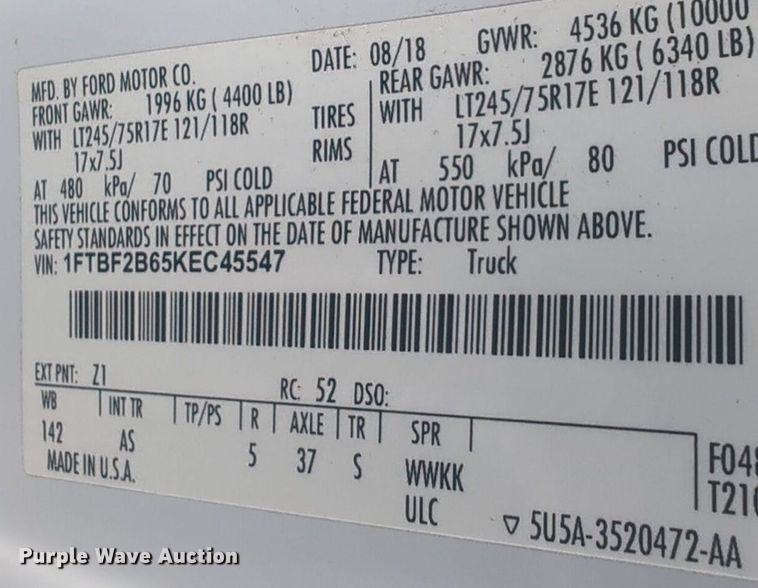 MFD. BY FORD MOTOR CO. DATE: 08/18 GVWR: 4536 KG (10000
FRONT GAWR: 1996 KG ( 4400 LB) REAR GAWR: 2876 KG ( 6340 LB)
WITH LT245/75R17E 121/118R TIRES WITH LT245/75R17E 121/118R
17x7.5J RIMS 17x7.5J
AT 480 kPa/ 70 PSI COLD AT 550 kPa/ 80 PSI COLD
THIS VEHICLE CONFORMS TO ALL APPLICABLE FEDERAL MOTOR VEHICLE
SAFETY STANDARDS IN EFFECT ON THE DATE OF MANUFACTURE SHOWN ABOVE.
VIN: 1FTBF2B65KEC45547 TYPE: Truck
EXT PNT: Z1 RC: 52 DSO:
WB INT TR TP/PS R AXLE TR SPR
142 AS 5 37 S WWKK F048
MADE IN U.S.A. ULC T210
▽ 5U5A-3520472-AA
Purple Wave Auction